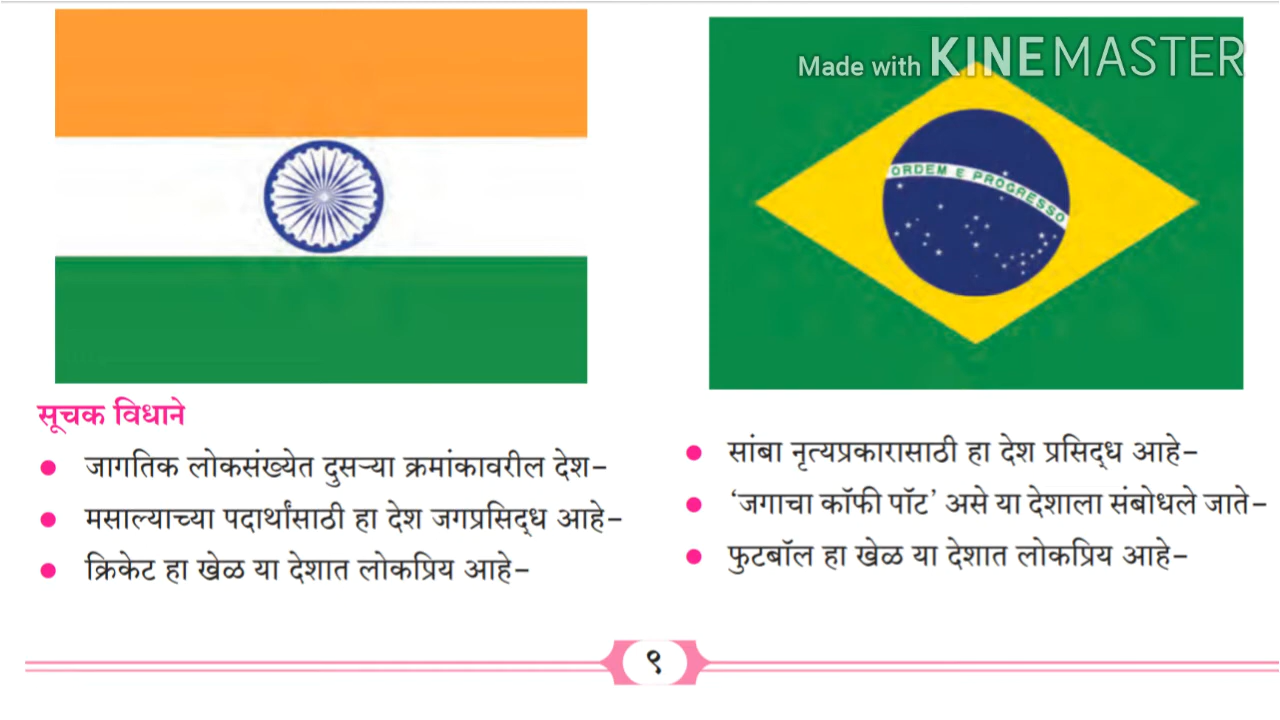 Made with KINEMASTER
ORDEM E PROGRESSO
सूचक विधाने
● जागतिक लोकसंख्येत दुसऱ्या क्रमांकावरील देश–
● मसाल्याच्या पदार्थांसाठी हा देश जगप्रसिद्ध आहे–
● क्रिकेट हा खेळ या देशात लोकप्रिय आहे–
● सांबा नृत्यप्रकारासाठी हा देश प्रसिद्ध आहे–
● ‘जगाचा कॉफी पॉट’ असे या देशाला संबोधले जाते–
● फुटबॉल हा खेळ या देशात लोकप्रिय आहे–
९